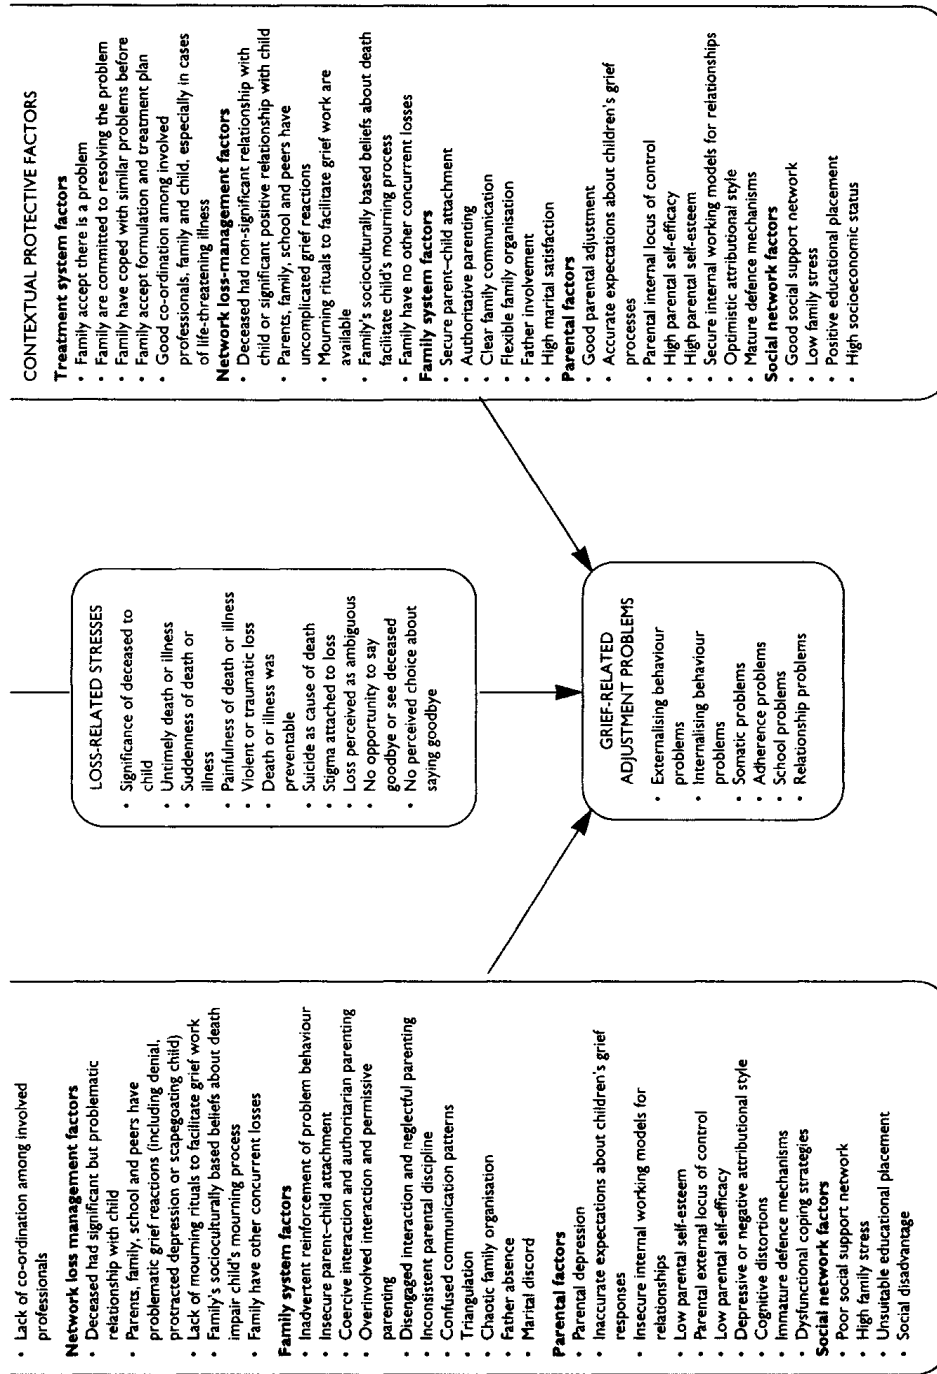 • Lack of co-ordination among involved
professionals
Network loss management factors
• Deceased had significant but problematic
relationship with child
• Parents, family, school and peers have
problematic grief reactions (including denial,
protracted depression or scapegoating child)
• Lack of mourning rituals to facilitate grief work
• Family's socioculturally based beliefs about death
impair child's mourning process
• Family have other concurrent losses
Family system factors
• Inadvertent reinforcement of problem behaviour
• Insecure parent–child attachment
• Coercive interaction and authoritarian parenting
• Overinvolved interaction and permissive
parenting
• Disengaged interaction and neglectful parenting
• Inconsistent parental discipline
• Confused communication patterns
• Triangulation
• Chaotic family organisation
• Father absence
• Marital discord
Parental factors
• Parental depression
• Inaccurate expectations about children's grief
responses
• Insecure internal working models for
relationships
• Low parental self-esteem
• Parental external locus of control
• Low parental self-efficacy
• Depressive or negative attributional style
• Cognitive distortions
• Immature defence mechanisms
• Dysfunctional coping strategies
Social network factors
• Poor social support network
• High family stress
• Unsuitable educational placement
• Social disadvantage
LOSS-RELATED STRESSES
• Significance of deceased to
child
• Untimely death or illness
• Suddenness of death or
illness
• Painfulness of death or illness
• Violent or traumatic loss
• Death or illness was
preventable
• Suicide as cause of death
• Stigma attached to loss
• Loss perceived as ambiguous
• No opportunity to say
goodbye or see deceased
• No perceived choice about
saying goodbye
GRIEF-RELATED
ADJUSTMENT PROBLEMS
• Externalising behaviour
problems
• Internalising behaviour
problems
• Somatic problems
• Adherence problems
• School problems
• Relationship problems
CONTEXTUAL PROTECTIVE FACTORS
Treatment system factors
• Family accept there is a problem
• Family are committed to resolving the problem
• Family have coped with similar problems before
• Family accept formulation and treatment plan
• Good co-ordination among involved
professionals, family and child, especially in cases
of life-threatening illness
Network loss-management factors
• Deceased had non-significant relationship with
child or significant positive relationship with child
• Parents, family, school and peers have
uncomplicated grief reactions
• Mourning rituals to facilitate grief work are
available
• Family's socioculturally based beliefs about death
facilitate child's mourning process
• Family have no other concurrent losses
Family system factors
• Secure parent–child attachment
• Authoritative parenting
• Clear family communication
• Flexible family organisation
• Father involvement
• High marital satisfaction
Parental factors
• Good parental adjustment
• Accurate expectations about children's grief
processes
• Parental internal locus of control
• High parental self-efficacy
• High parental self-esteem
• Secure internal working models for relationships
• Optimistic attributional style
• Mature defence mechanisms
Social network factors
• Good social support network
• Low family stress
• Positive educational placement
• High socioeconomic status